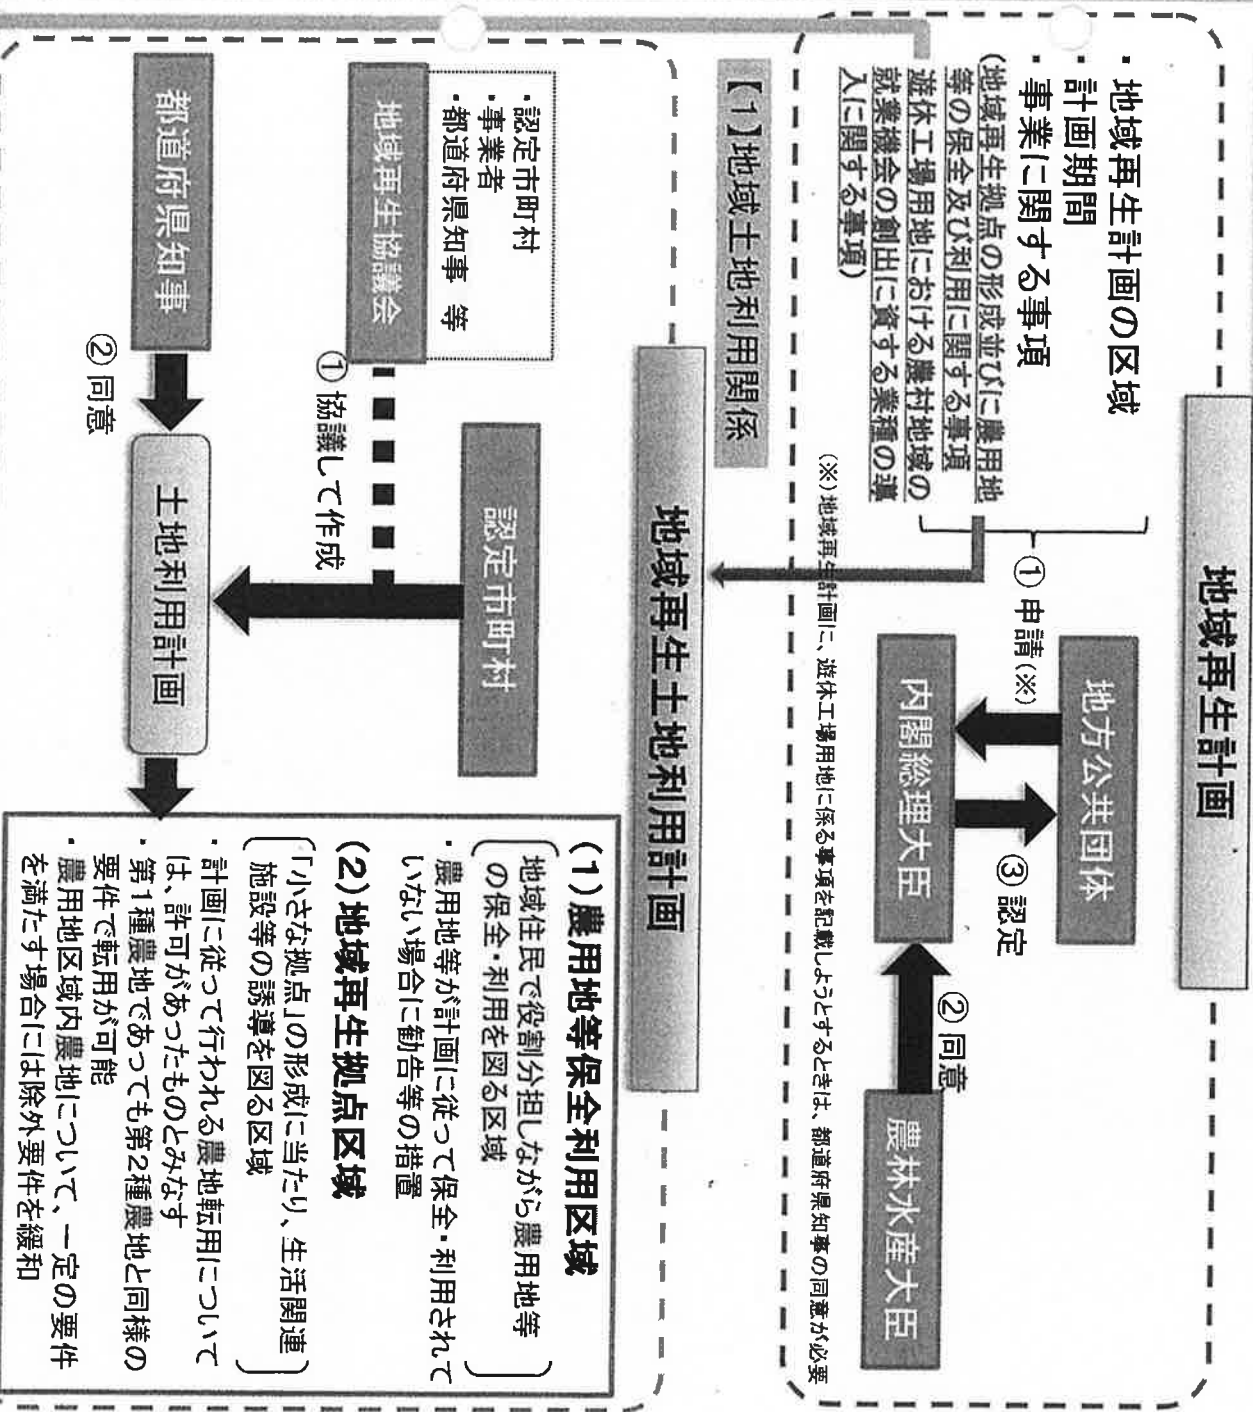 地域再生計画
・地域再生計画の区域
・計画期間
・事業に関する事項
(地域再生拠点の形成並びに農用地
等の保全及び利用に関する事項
遊休工場用地における農村地域の
就業機会の創出に資する業種の導
入に関する事項)
① 申請(※)
地方公共団体
③ 認定
内閣総理大臣
② 同意
農林水産大臣
(※)地域再生計画に、遊休工場用地に係る事項を記載しようとするときは、都道府県知事の同意が必要
【1】地域土地利用関係
地域再生土地利用計画
・認定市町村
・事業者
・都道府県知事 等
地域再生協議会
① 協議して作成
認定市町村
都道府県知事
② 同意
土地利用計画
(1)農用地等保全利用区域
地域住民で役割分担しながら農用地等
の保全・利用を図る区域
・農用地等が計画に従って保全・利用されて
いない場合に勧告等の措置
(2)地域再生拠点区域
「小さな拠点」の形成に当たり、生活関連
施設等の誘導を図る区域
・計画に従って行われる農地転用について
は、許可があったものとみなす
・第1種農地であっても第2種農地と同様の
要件で転用が可能
・農用地区域内農地について、一定の要件
を満たす場合には除外要件を緩和